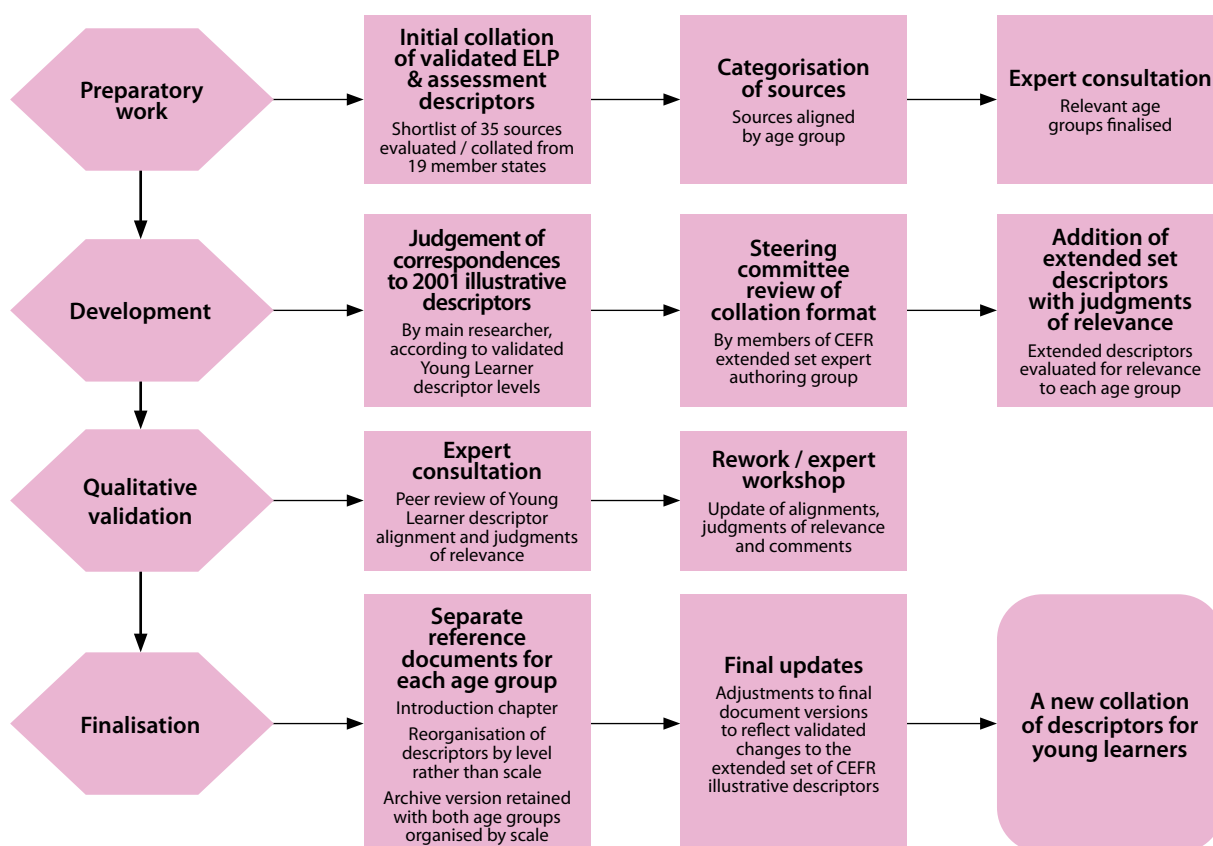 Preparatory
work
Initial collation
of validated ELP
& assessment
descriptors
Shortlist of 35 sources
evaluated / collated from
19 member states
Categorisation
of sources
Sources aligned
by age group
Expert consultation
Relevant age
groups finalised
Development
Judgement of
correspondences
to 2001 illustrative
descriptors
By main researcher,
according to validated
Young Learner
descriptor levels
Steering
committee
review of
collation format
By members of CEFR
extended set expert
authoring group
Addition of
extended set
descriptors
with judgments
of relevance
Extended descriptors
evaluated for relevance
to each age group
Qualitative
validation
Expert
consultation
Peer review of Young
Learner descriptor
alignment and judgments
of relevance
Rework / expert
workshop
Update of alignments,
judgments of relevance
and comments
Finalisation
Separate
reference
documents for
each age group
Introduction chapter
Reorganisation of
descriptors by level
rather than scale
Archive version retained
with both age groups
organised by scale
Final updates
Adjustments to final
document versions
to reflect validated
changes to the
extended set of CEFR
illustrative descriptors
A new collation
of descriptors for
young learners